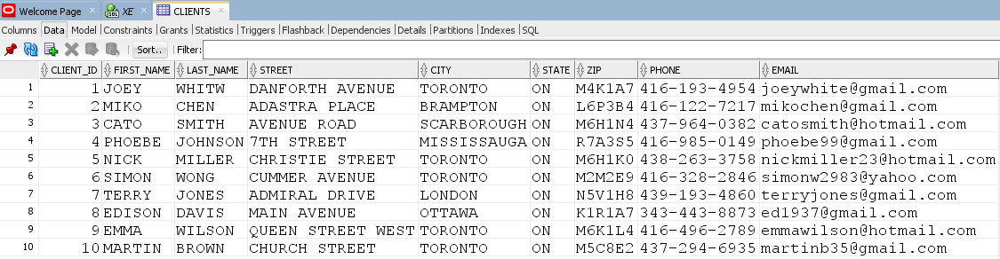 Welcome Page XE CLIENTS
Columns Data Model Constraints Grants Statistics Triggers Flashback Dependencies Details Partitions Indexes SQL
Sort.. Filter:
CLIENT_ID FIRST_NAME LAST_NAME STREET CITY STATE ZIP PHONE EMAIL
1 1 JOEY WHITW DANFORTH AVENUE TORONTO ON M4K1A7 416-193-4954 joeywhite@gmail.com
2 2 MIKO CHEN ADASTRA PLACE BRAMPTON ON L6P3B4 416-122-7217 mikochen@gmail.com
3 3 CATO SMITH AVENUE ROAD SCARBOROUGH ON M6H1N4 437-964-0382 catosmith@hotmail.com
4 4 PHOEBE JOHNSON 7TH STREET MISSISSAUGA ON R7A3S5 416-985-0149 phoebe99@gmail.com
5 5 NICK MILLER CHRISTIE STREET TORONTO ON M6H1K0 438-263-3758 nickmiller23@hotmail.com
6 6 SIMON WONG CUMMER AVENUE TORONTO ON M2M2E9 416-328-2846 simonw2983@yahoo.com
7 7 TERRY JONES ADMIRAL DRIVE LONDON ON N5V1H8 439-193-4860 terryjones@gmail.com
8 8 EDISON DAVIS MAIN AVENUE OTTAWA ON K1R1A7 343-443-8873 ed1937@gmail.com
9 9 EMMA WILSON QUEEN STREET WEST TORONTO ON M6K1L4 416-496-2789 emmawilson@hotmail.com
10 10 MARTIN BROWN CHURCH STREET TORONTO ON M5C8E2 437-294-6935 martinb35@gmail.com